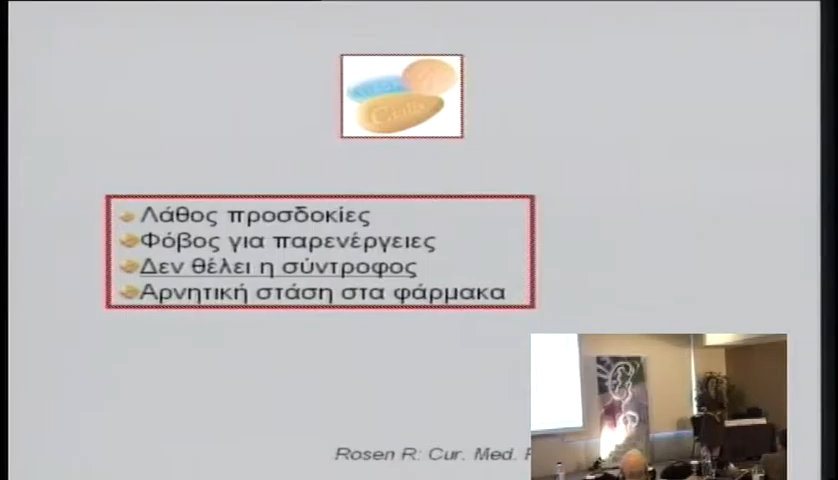 Cialis
Λάθος προσδοκίες
Φόβος για παρενέργειες
Δεν θέλει η σύντροφος
Αρνητική στάση στα φάρμακα
Rosen R: Cur. Med.